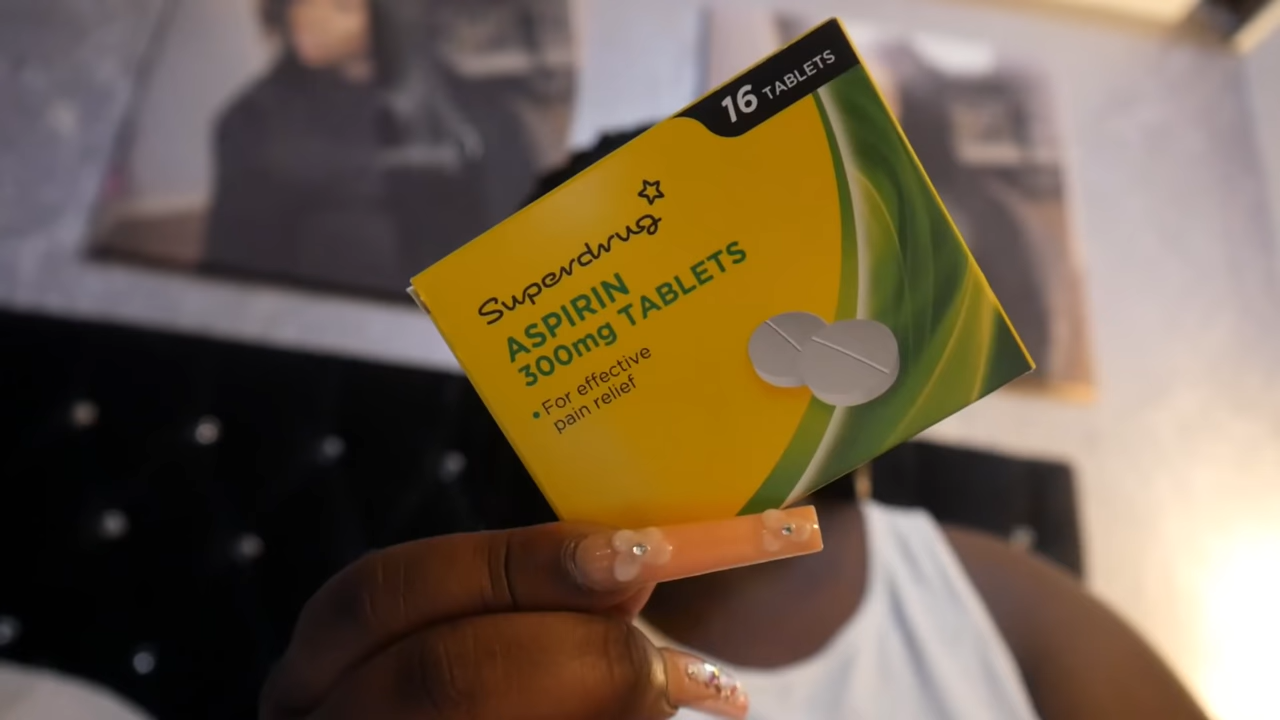 16 TABLETS
Superdrug
ASPIRIN
300mg TABLETS
• For effective
pain relief